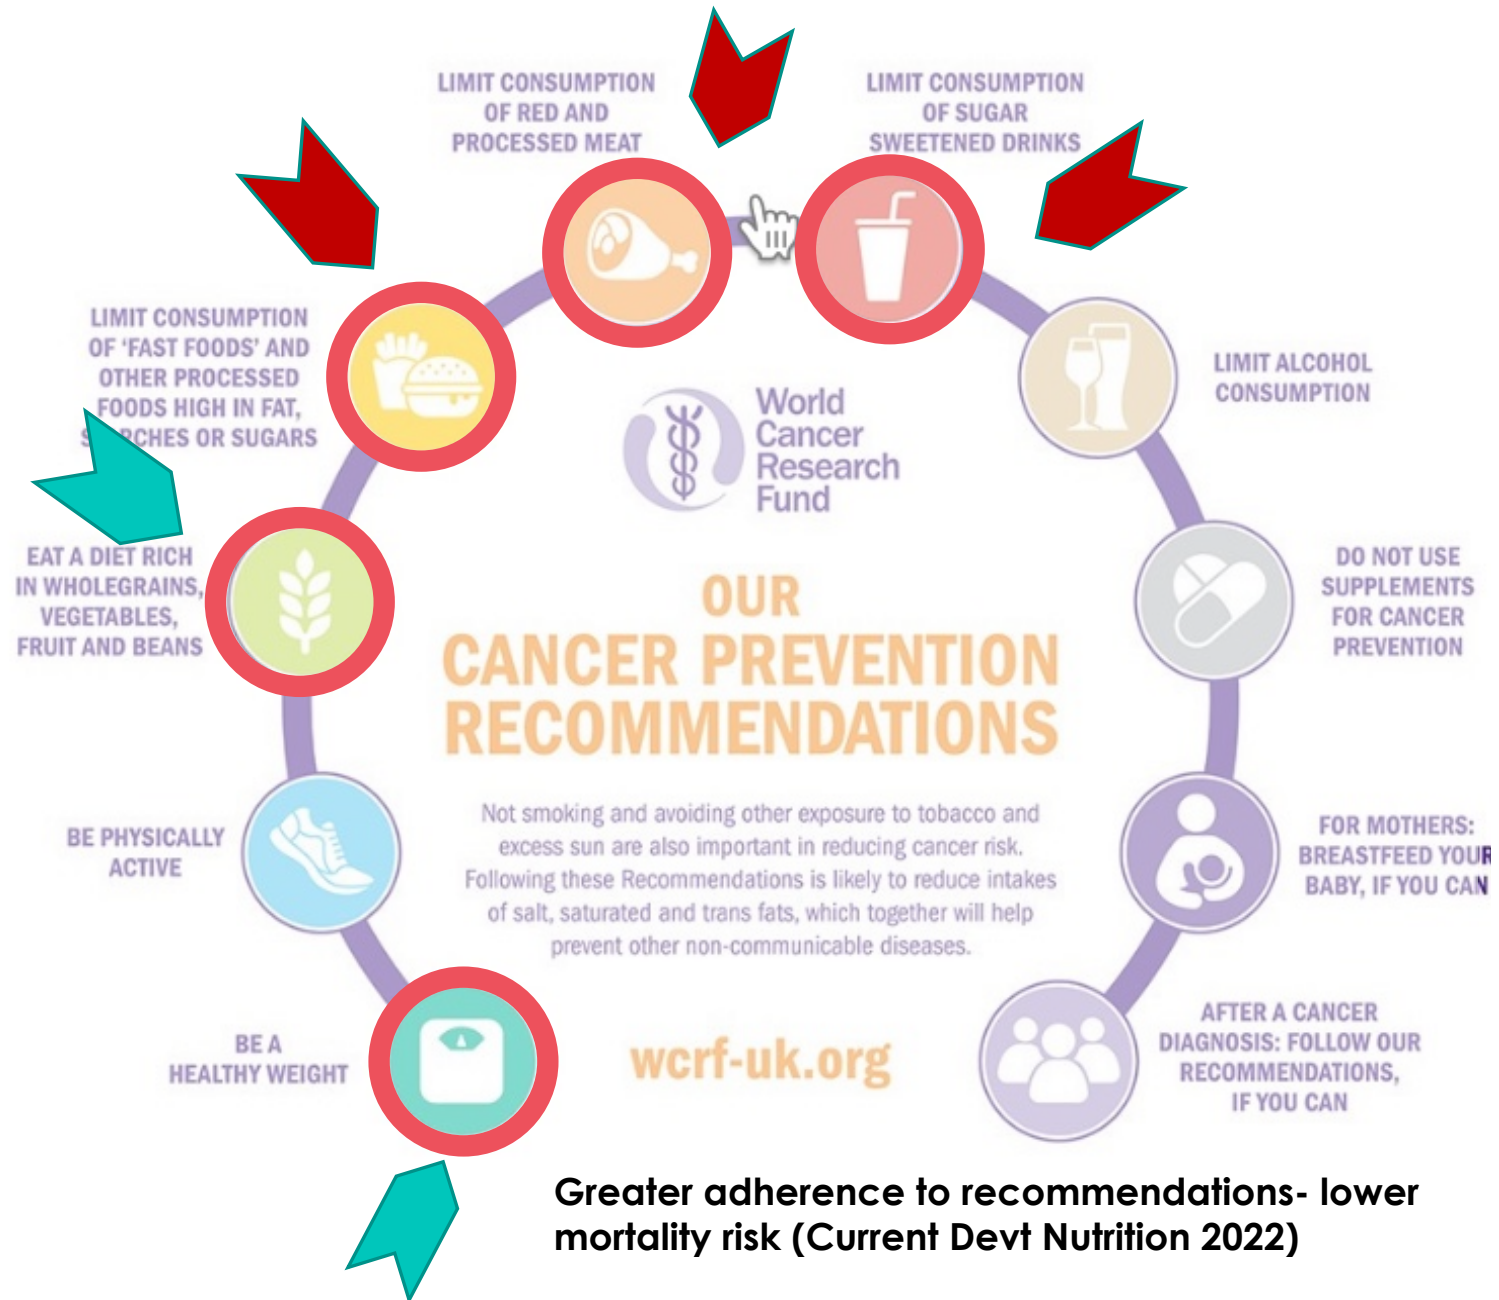 LIMIT CONSUMPTION
OF RED AND
PROCESSED MEAT
LIMIT CONSUMPTION
OF SUGAR
SWEETENED DRINKS
LIMIT CONSUMPTION
OF 'FAST FOODS' AND
OTHER PROCESSED
FOODS HIGH IN FAT,
OR SUGARS
LIMIT ALCOHOL
CONSUMPTION
World
Cancer
Research
Fund
EAT A DIET RICH
IN WHOLEGRAINS,
VEGETABLES,
FRUIT AND BEANS
DO NOT USE
SUPPLEMENTS
FOR CANCER
PREVENTION
OUR
CANCER PREVENTION
RECOMMENDATIONS
Not smoking and avoiding other exposure to tobacco and
excess sun are also important in reducing cancer risk.
Following these Recommendations is likely to reduce intakes
of salt, saturated and trans fats, which together will help
prevent other non-communicable diseases.
BE PHYSICALLY
ACTIVE
FOR MOTHERS:
BREASTFEED YOUR
BABY, IF YOU CAN
BE A
HEALTHY WEIGHT
wcrf-uk.org
AFTER A CANCER
DIAGNOSIS: FOLLOW OUR
RECOMMENDATIONS,
IF YOU CAN
Greater adherence to recommendations- lower
mortality risk (Current Devt Nutrition 2022)